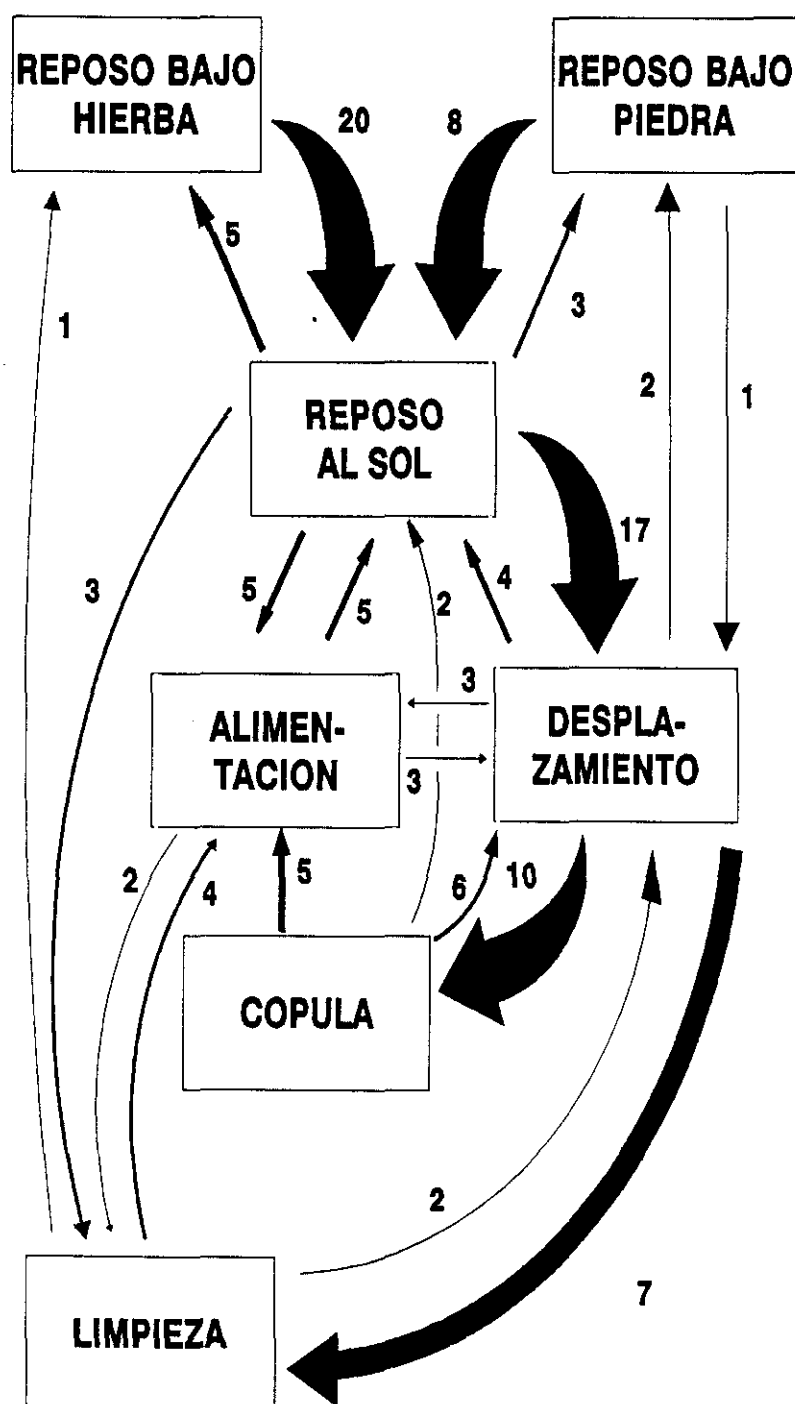 REPOSO BAJO
HIERBA
REPOSO BAJO
PIEDRA
20
8
5
3
1
2
1
REPOSO
AL SOL
17
3
5
5
2
4
ALIMEN-
TACION
3
3
DESPLA-
ZAMIENTO
2
4
5
6
10
COPULA
2
7
LIMPIEZA